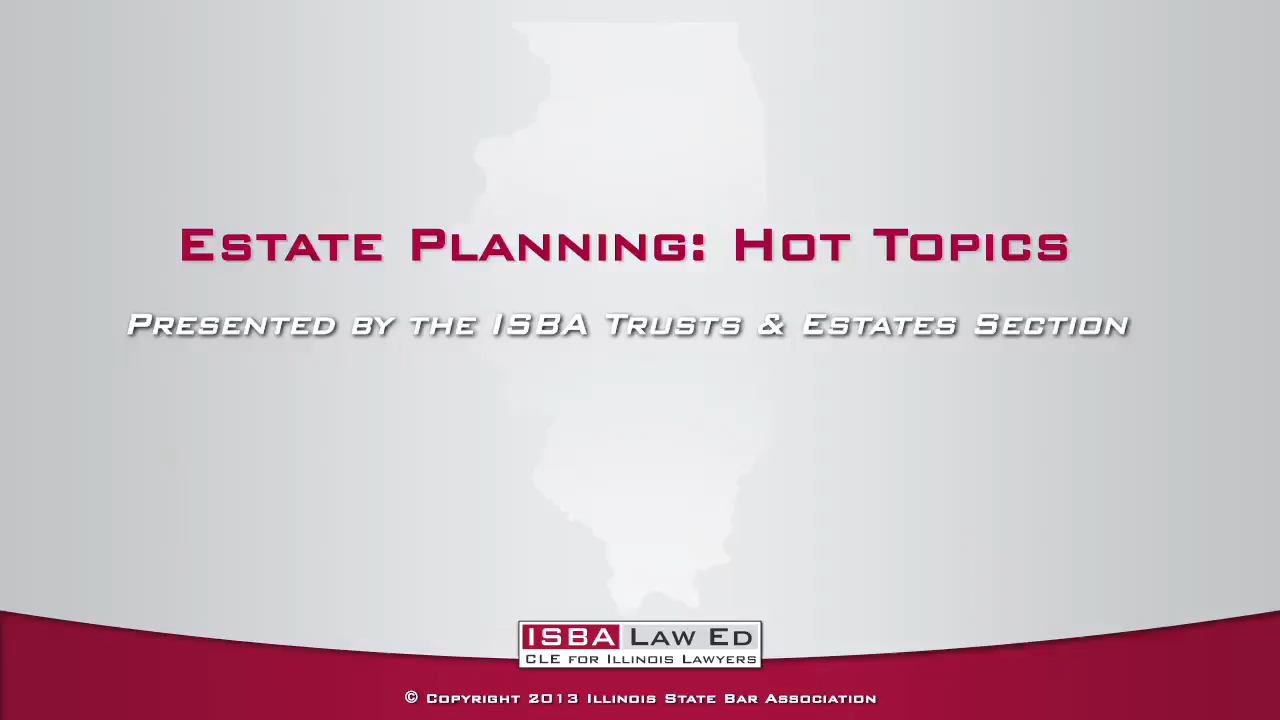 Estate Planning: Hot Topics
Presented by the ISBA Trusts & Estates Section
ISBA Law Ed
CLE for Illinois Lawyers
© Copyright 2013 Illinois State Bar Association